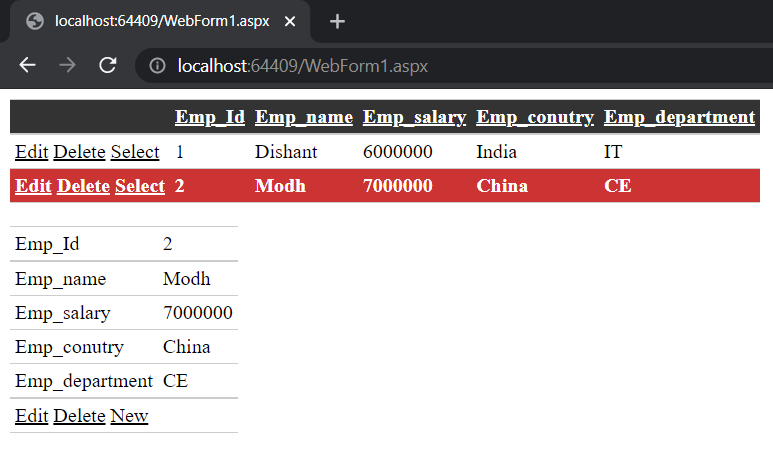 localhost:64409/WebForm1.aspx
localhost:64409/WebForm1.aspx
Emp_Id Emp_name Emp_salary Emp_conutry Emp_department
Edit Delete Select 1 Dishant 6000000 India IT
Edit Delete Select 2 Modh 7000000 China CE
Emp_Id 2
Emp_name Modh
Emp_salary 7000000
Emp_conutry China
Emp_department CE
Edit Delete New